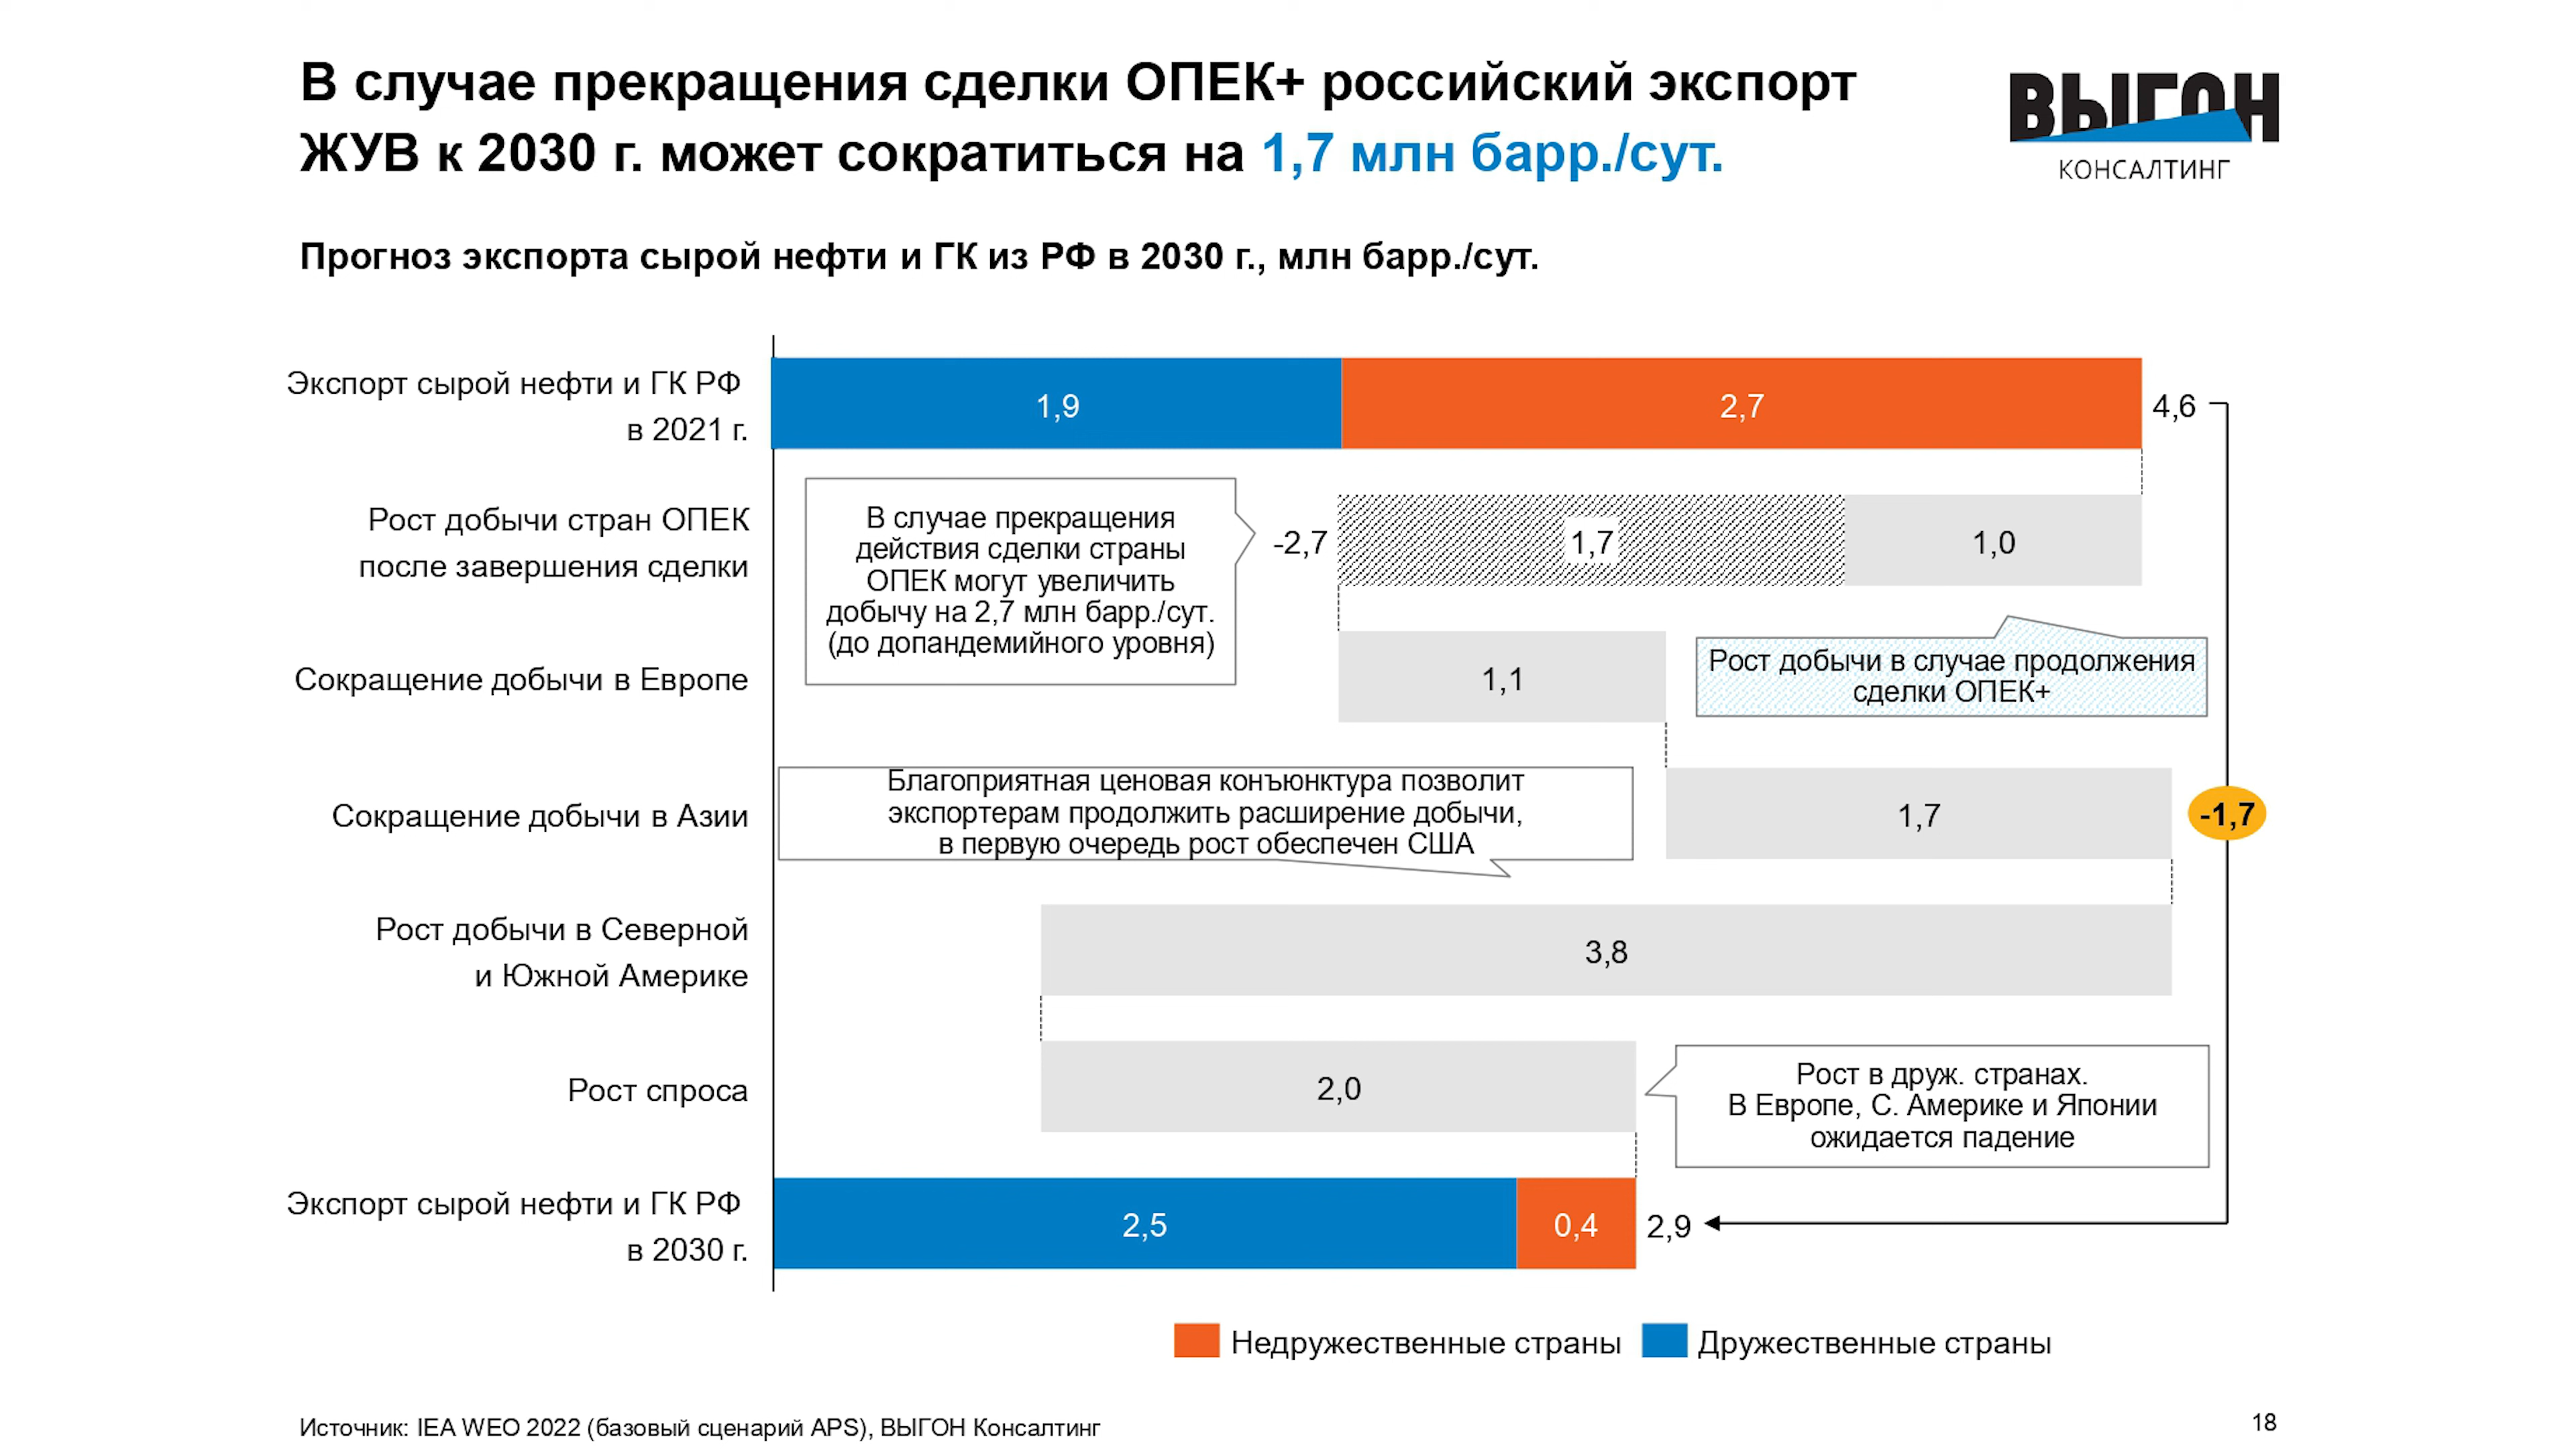 В случае прекращения сделки ОПЕК+ российский экспорт
ЖУВ к 2030 г. может сократиться на 1,7 млн барр./сут.
ВЫГОН
КОНСАЛТИНГ
Прогноз экспорта сырой нефти и ГК из РФ в 2030 г., млн барр./сут.
Экспорт сырой нефти и ГК РФ
в 2021 г.
1,9
2,7
4,6
Рост добычи стран ОПЕК
после завершения сделки
В случае прекращения
действия сделки страны
ОПЕК могут увеличить
добычу на 2,7 млн барр./сут.
(до допандемийного уровня)
-2,7
1,7
1,0
Сокращение добычи в Европе
1,1
Рост добычи в случае продолжения
сделки ОПЕК+
Сокращение добычи в Азии
Благоприятная ценовая конъюнктура позволит
экспортерам продолжить расширение добычи,
в первую очередь рост обеспечен США
1,7
-1,7
Рост добычи в Северной
и Южной Америке
3,8
Рост спроса
2,0
Рост в друж. странах.
В Европе, С. Америке и Японии
ожидается падение
Экспорт сырой нефти и ГК РФ
в 2030 г.
2,5
0,4
2,9
Недружественные страны
Дружественные страны
Источник: IEA WEO 2022 (базовый сценарий APS), ВЫГОН Консалтинг
18